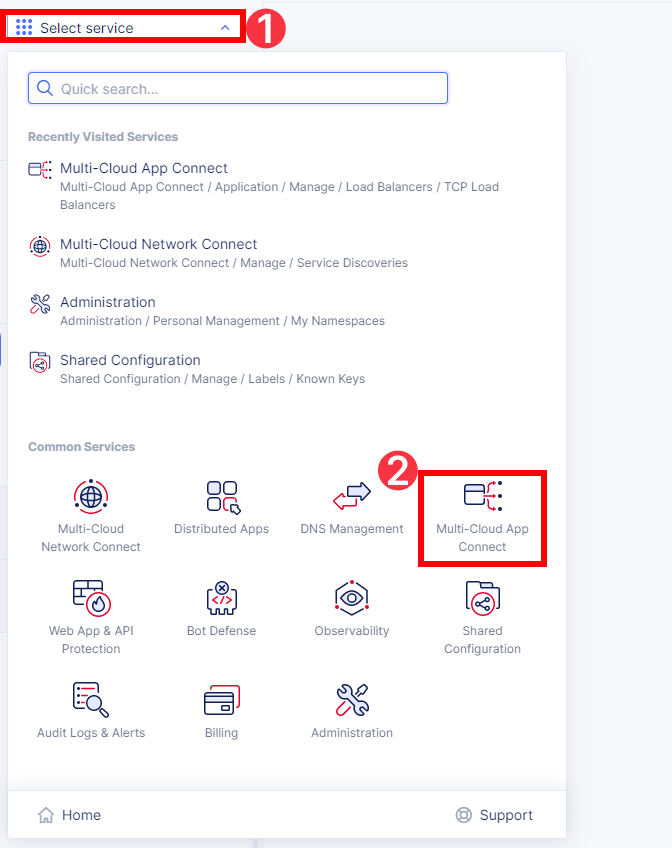 Select service
1
Quick search...
Recently Visited Services
Multi-Cloud App Connect
Multi-Cloud App Connect / Application / Manage / Load Balancers / TCP Load
Balancers
Multi-Cloud Network Connect
Multi-Cloud Network Connect / Manage / Service Discoveries
Administration
Administration / Personal Management / My Namespaces
Shared Configuration
Shared Configuration / Manage / Labels / Known Keys
Common Services
2
Multi-Cloud
Network Connect
Distributed Apps
DNS Management
Multi-Cloud App
Connect
Web App & API
Protection
Bot Defense
Observability
Shared
Configuration
Audit Logs & Alerts
Billing
Administration
Home
Support